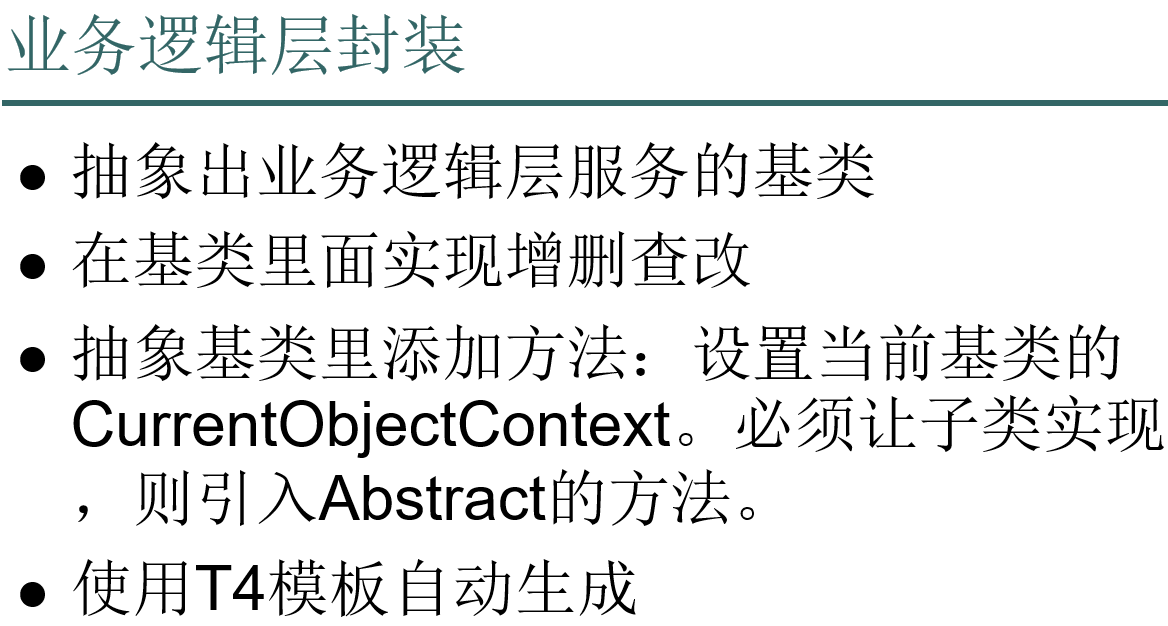 业务逻辑层封装
● 抽象出业务逻辑层服务的基类
● 在基类里面实现增删查改
● 抽象基类里添加方法：设置当前基类的
CurrentObjectContext。必须让子类实现
，则引入Abstract的方法。
● 使用T4模板自动生成